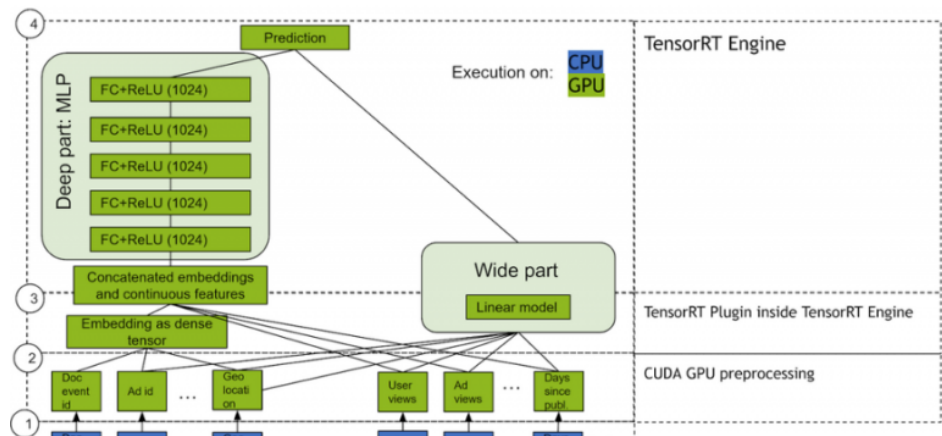 4
Prediction
TensorRT Engine
Execution on:
CPU
GPU
Deep part: MLP
FC+ReLU (1024)
FC+ReLU (1024)
FC+ReLU (1024)
FC+ReLU (1024)
FC+ReLU (1024)
Wide part
Linear model
Concatenated embeddings
and continuous features
3
TensorRT Plugin inside TensorRT Engine
Embedding as dense
tensor
2
CUDA GPU preprocessing
Doc
event
id
Ad id
...
Geo
locati
on
User
views
Ad
views
...
Days
since
publ.
1